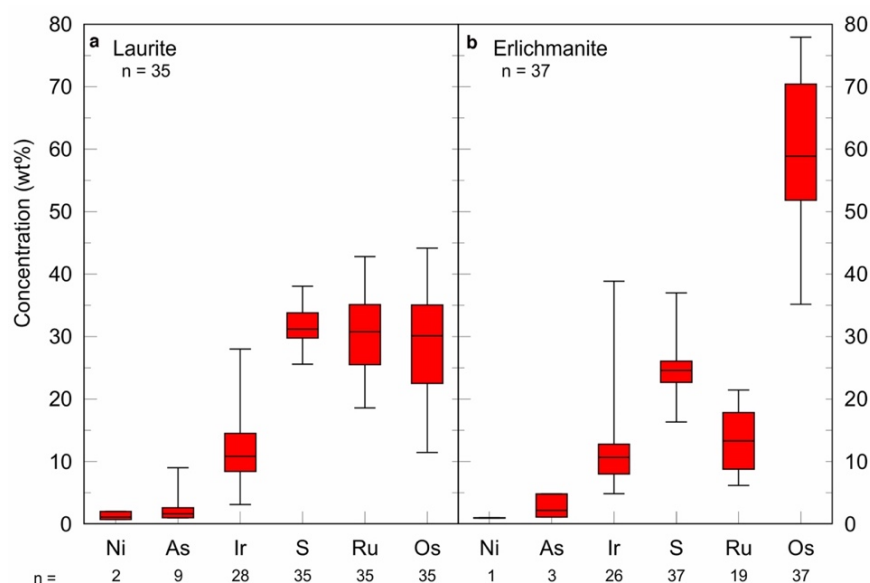 80 a Laurite b Erlichmanite 80
n = 35 n = 37
70 70
60 60
50 50
Concentration (wt%)
40 40
30 30
20 20
10 10
0 0
Ni As Ir S Ru Os Ni As Ir S Ru Os
n = 2 9 28 35 35 35 1 3 26 37 19 37